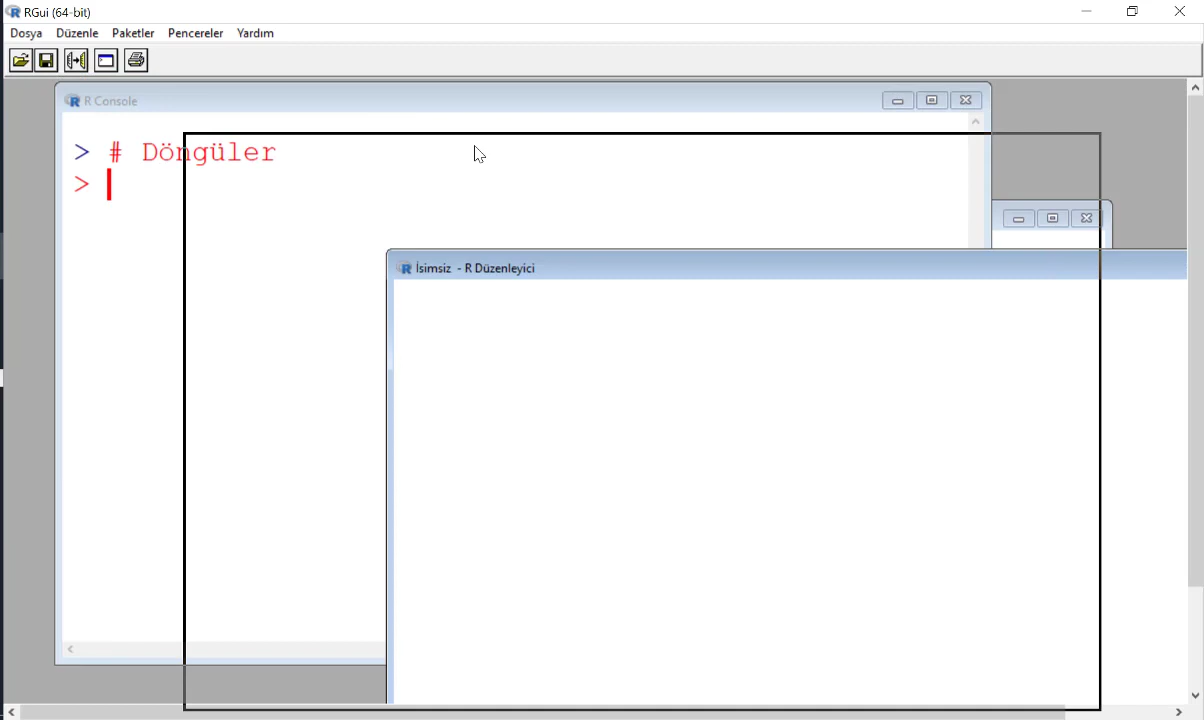 RGui (64-bit)
Dosya Düzenle Paketler Pencereler Yardım
R Console
> # Döngüler
>
İsimsiz - R Düzenleyici